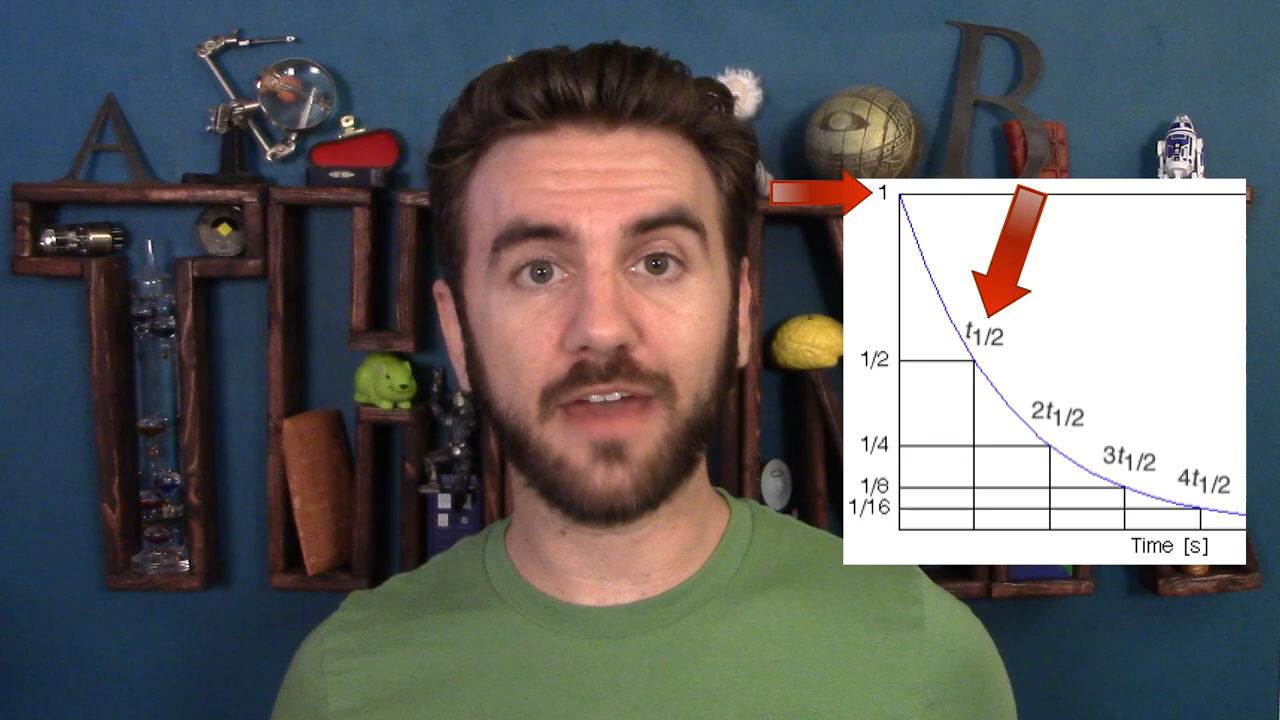 A
R
1
t1/2
1/2
2t1/2
1/4
3t1/2
4t1/2
1/8
1/16
Time [s]